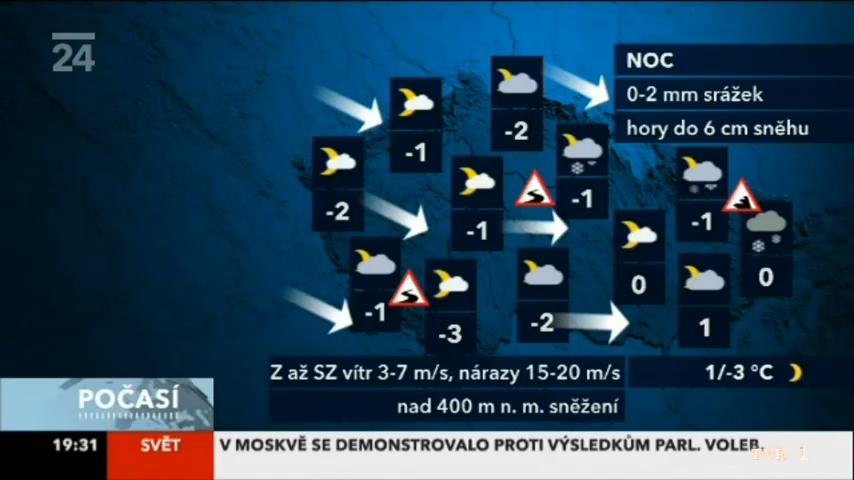 24
NOC
0-2 mm srážek
hory do 6 cm sněhu
-2
-1
-1
-2
-1
-1
0
0
-1
-3
-2
1
Z až SZ vítr 3-7 m/s, nárazy 15-20 m/s
1/-3 °C
nad 400 m n. m. sněžení
POČASÍ
19:31
SVĚT
V MOSKVĚ SE DEMONSTROVALO PROTI VÝSLEDKŮM PARL. VOLEB.
TVR 1